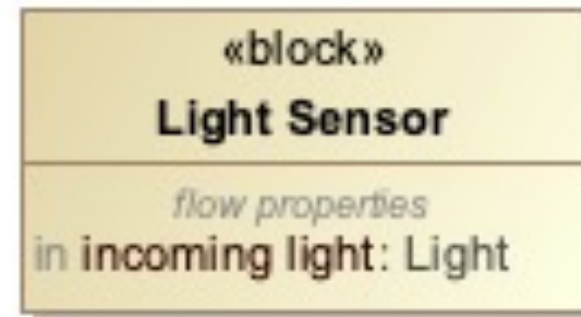 «block»
Light Sensor
flow properties
in incoming light: Light